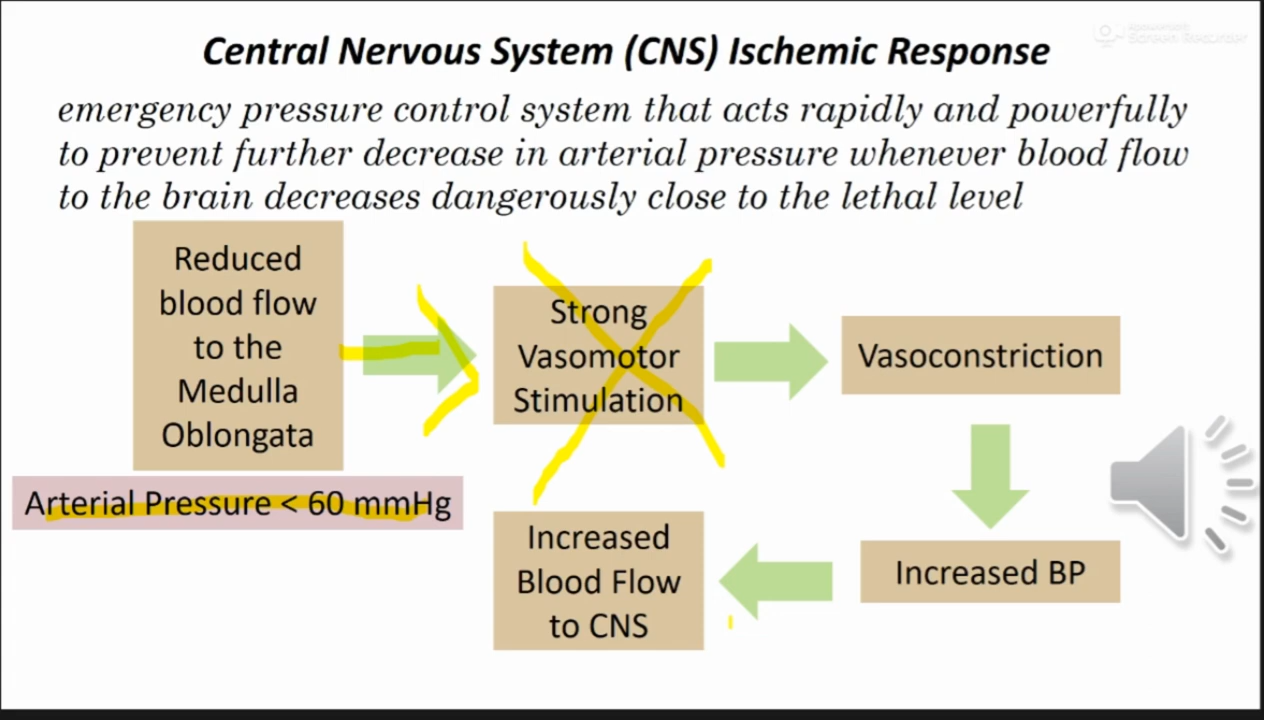 Central Nervous System (CNS) Ischemic Response
emergency pressure control system that acts rapidly and powerfully
to prevent further decrease in arterial pressure whenever blood flow
to the brain decreases dangerously close to the lethal level
Reduced
blood flow
to the
Medulla
Oblongata
Arterial Pressure < 60 mmHg
Strong
Vasomotor
Stimulation
Vasoconstriction
Increased BP
Increased
Blood Flow
to CNS
Screen Recorder